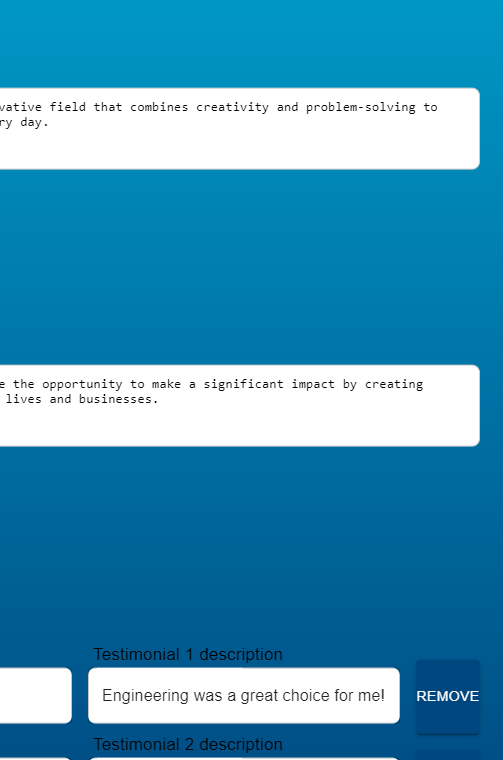 vative field that combines creativity and problem-solving to
ry day.
e the opportunity to make a significant impact by creating
lives and businesses.
Testimonial 1 description
Engineering was a great choice for me!
REMOVE
Testimonial 2 description